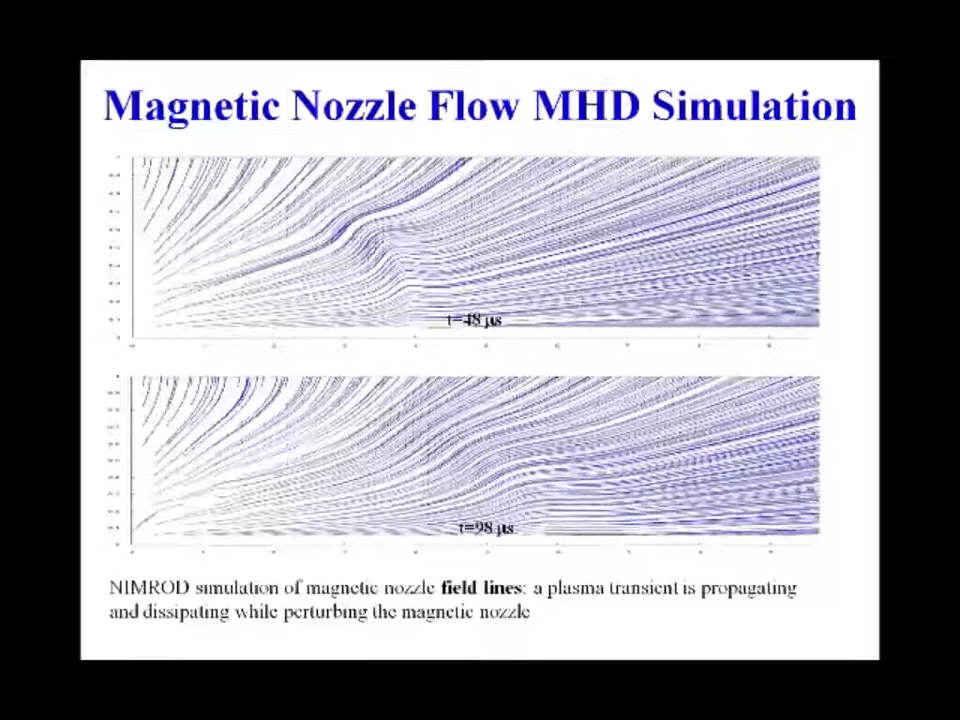 Magnetic Nozzle Flow MHD Simulation
t=48 μs
t=98 μs
NIMROD simulation of magnetic nozzle field lines: a plasma transient is propagating
and dissipating while perturbing the magnetic nozzle